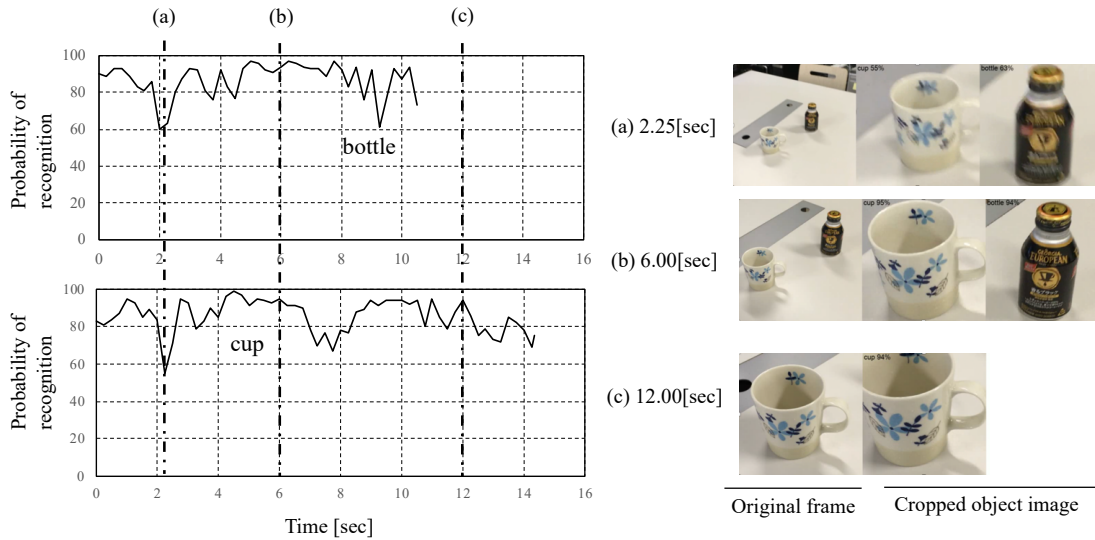 (a)
(b)
(c)
Probability of
recognition
100
80
60
40
20
0
bottle
0 2 4 6 8 10 12 14 16
Probability of
recognition
100
80
60
40
20
0
cup
0 2 4 6 8 10 12 14 16
Time [sec]
(a) 2.25[sec]
cup 55%
bottle 63%
EUROPEAN
(b) 6.00[sec]
cup 95%
bottle 94%
GEORGIA
EUROPEAN
(c) 12.00[sec]
cup 94%
Original frame
Cropped object image